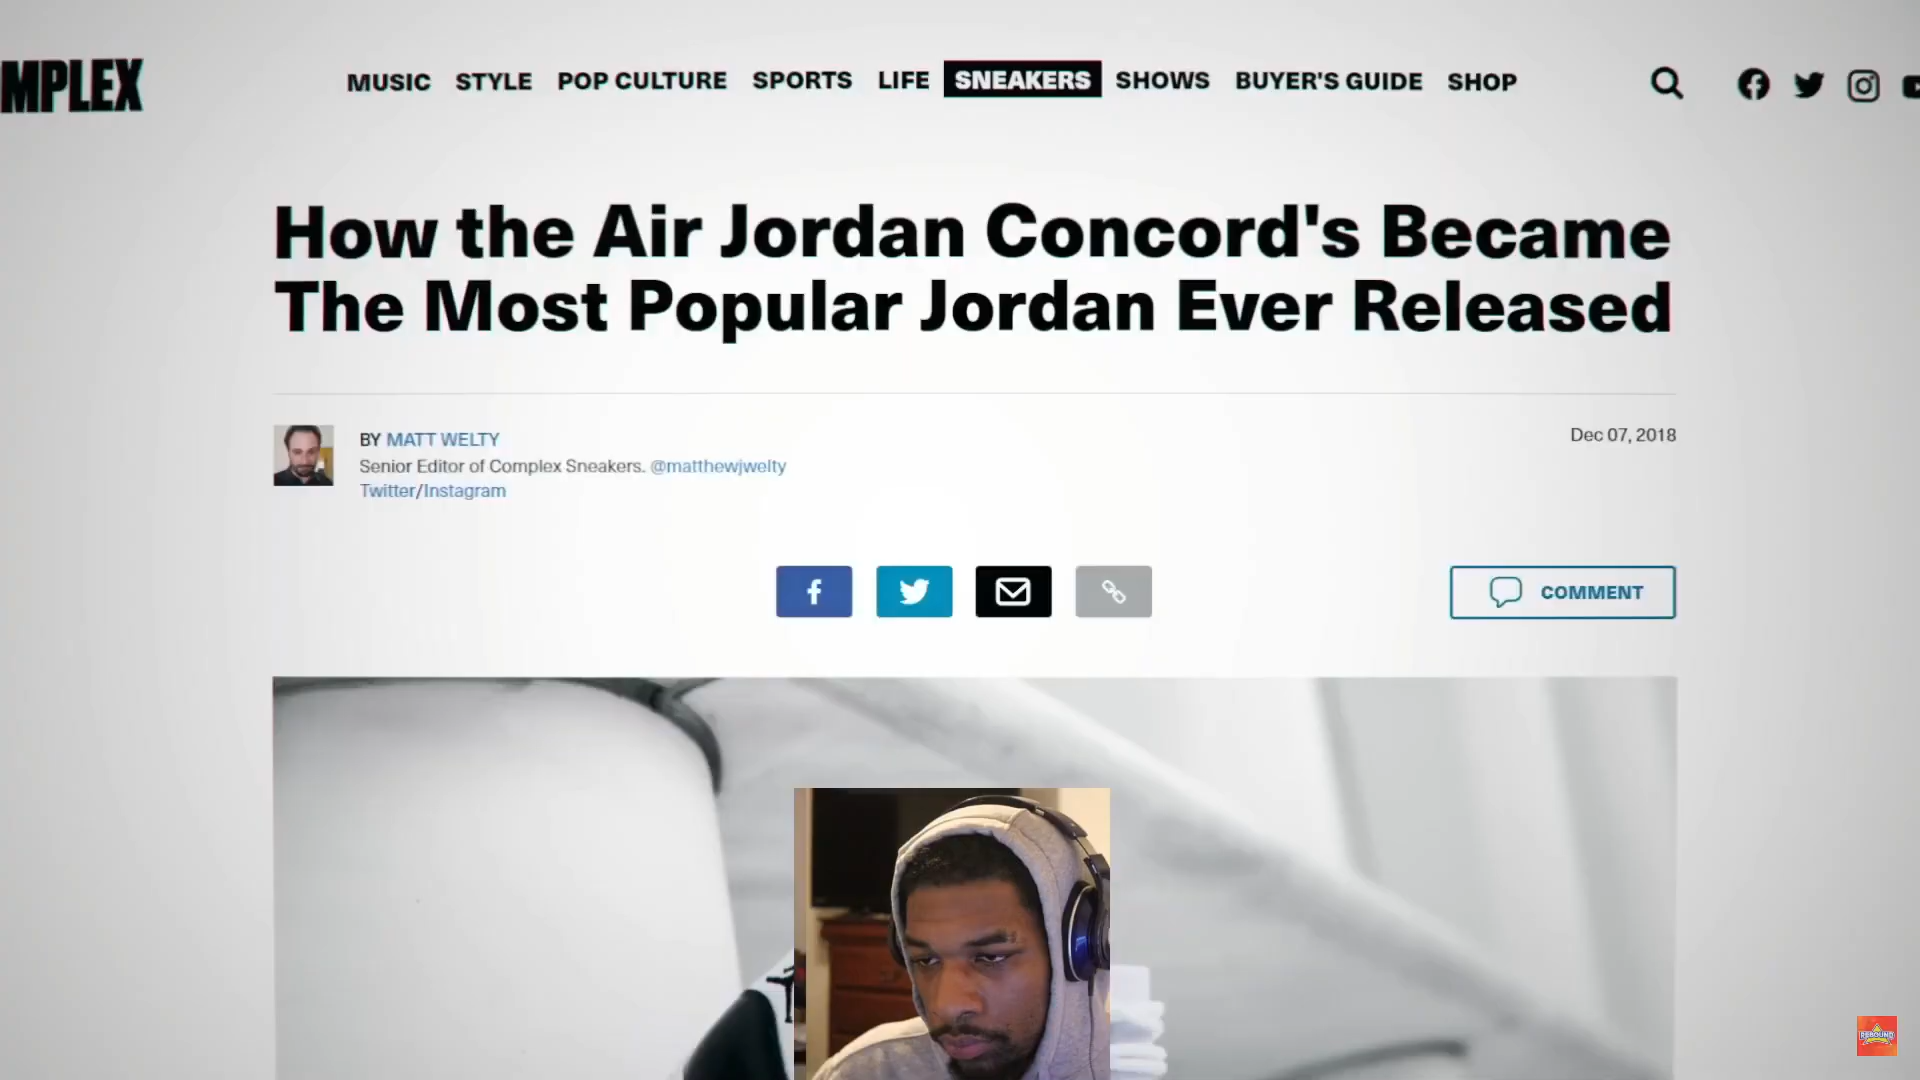 MPLEX
MUSIC STYLE POP CULTURE SPORTS LIFE SNEAKERS SHOWS BUYER'S GUIDE SHOP
How the Air Jordan Concord's Became
The Most Popular Jordan Ever Released
BY MATT WELTY
Dec 07, 2018
Senior Editor of Complex Sneakers. @matthewjwelty
Twitter/Instagram
COMMENT
REBOUND